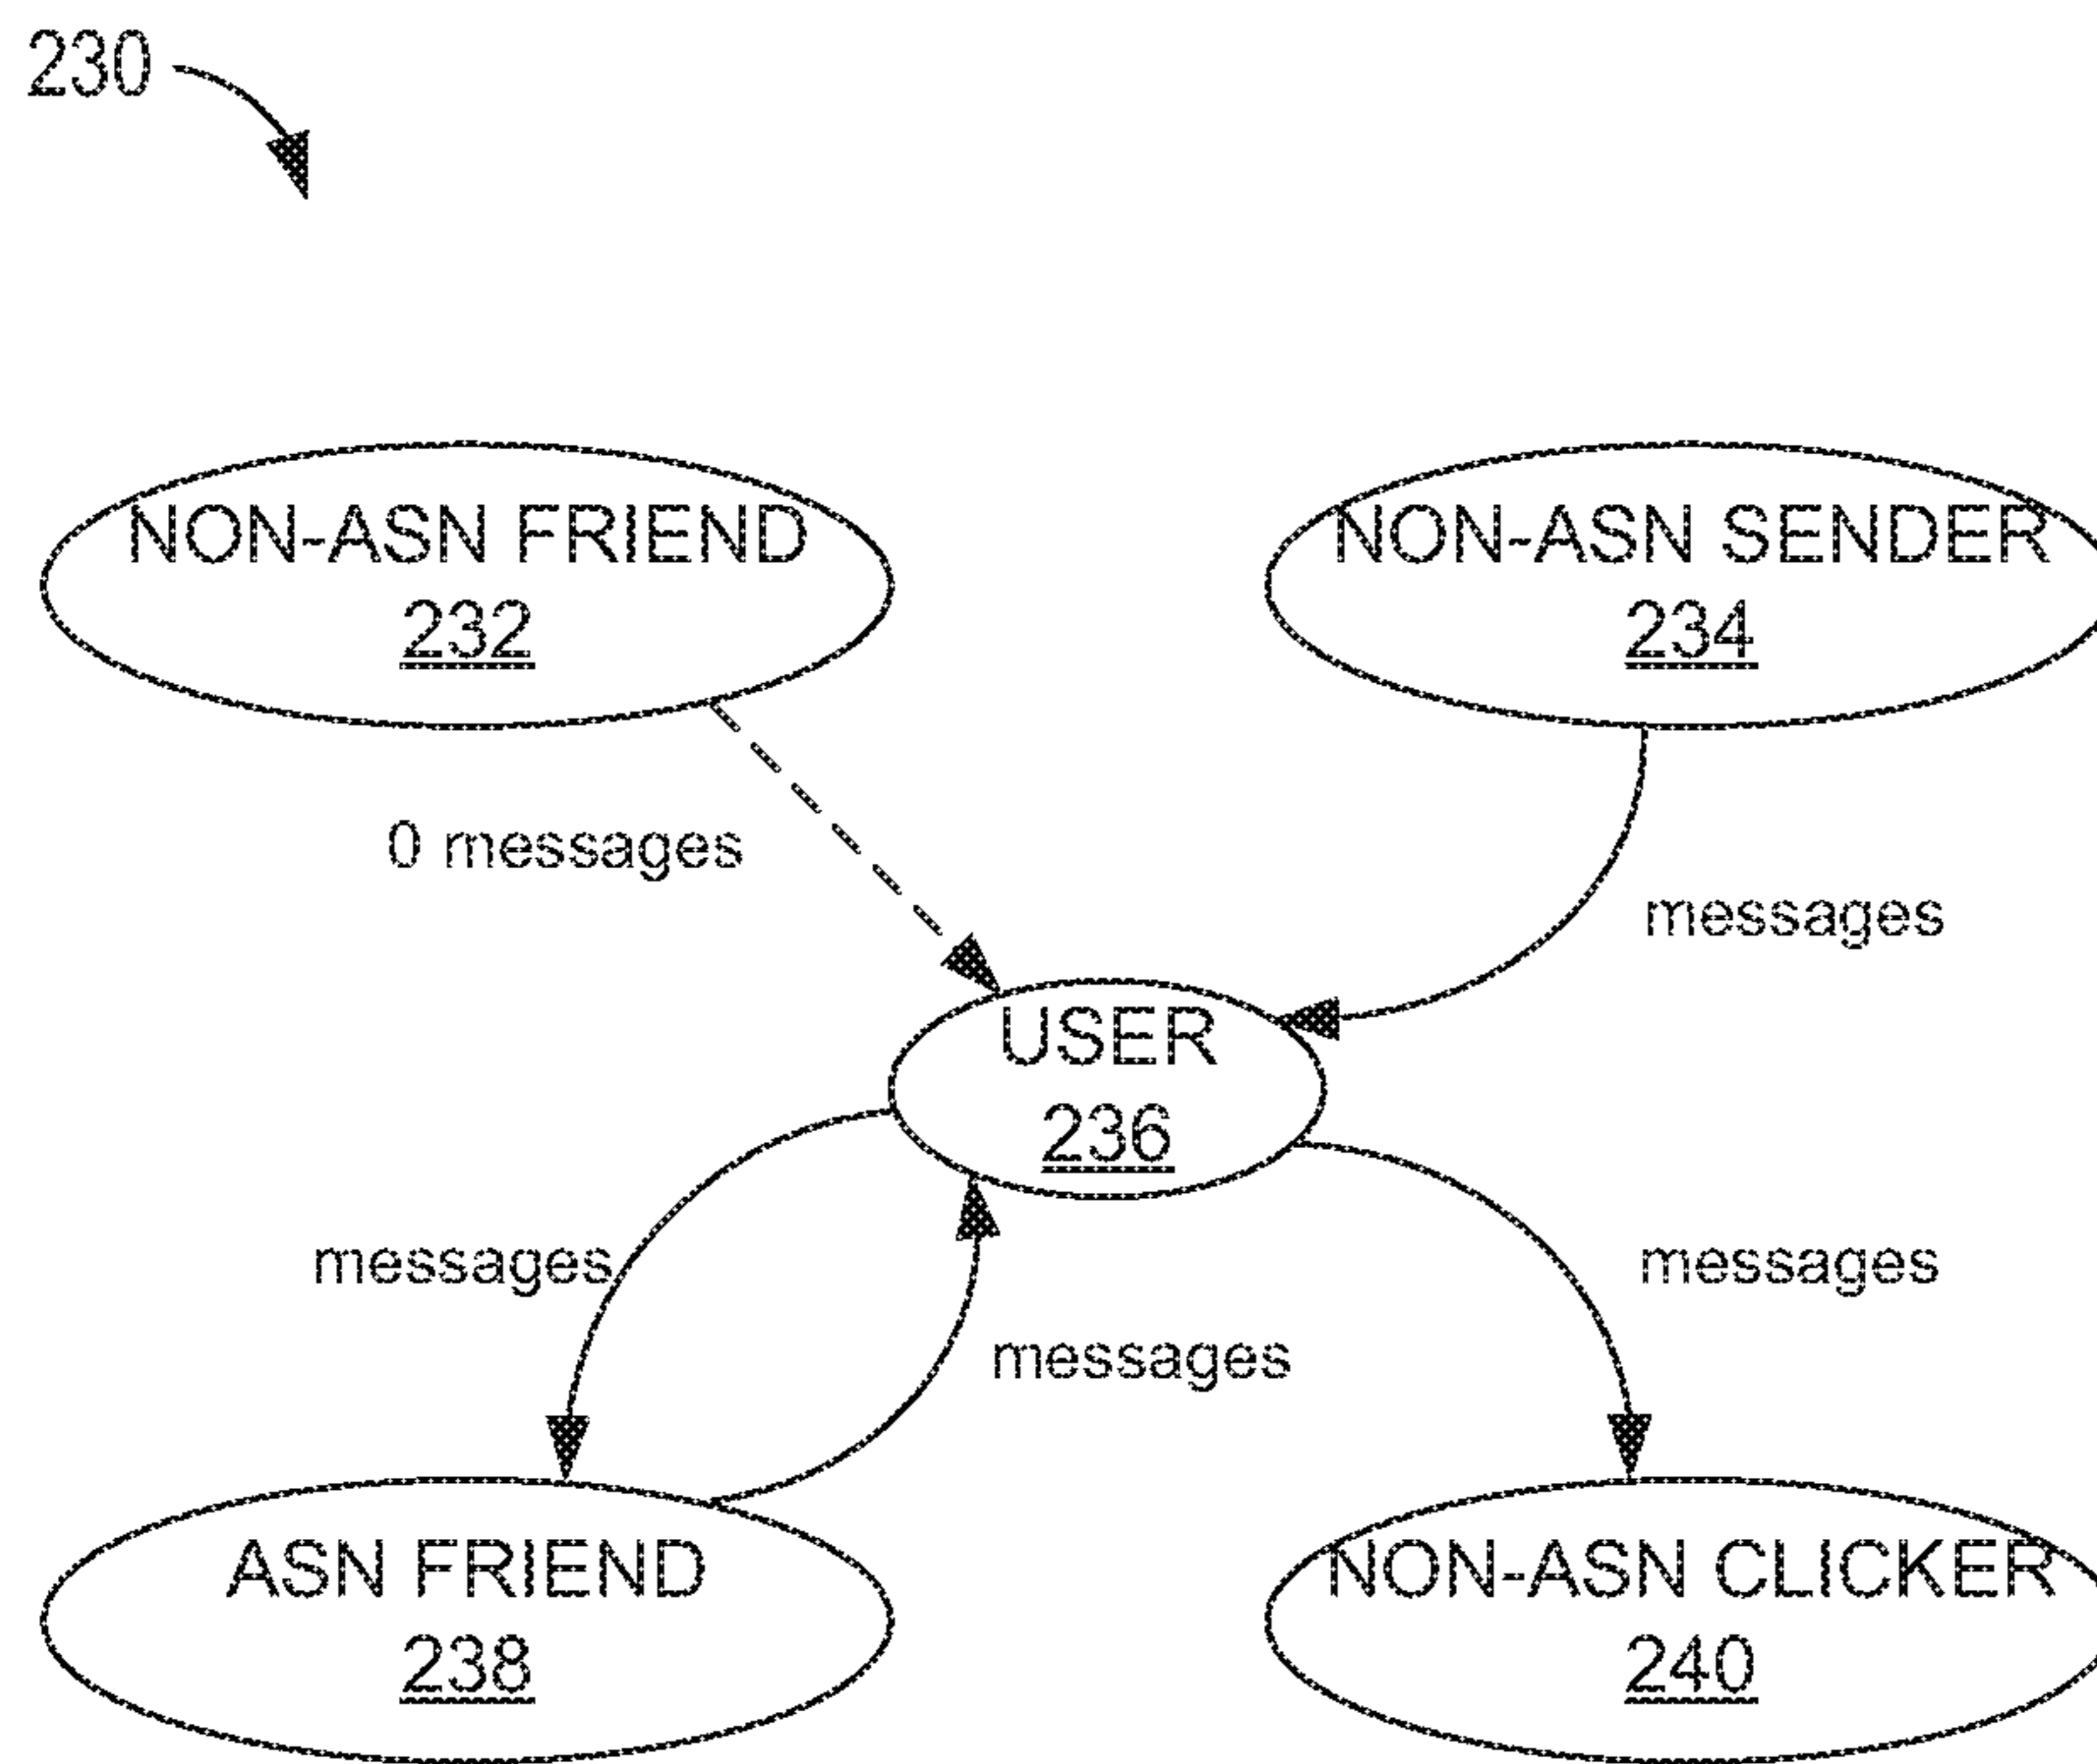 230
NON-ASN FRIEND
232
NON-ASN SENDER
234
0 messages
messages
USER
236
messages
messages
messages
ASN FRIEND
238
NON-ASN CLICKER
240